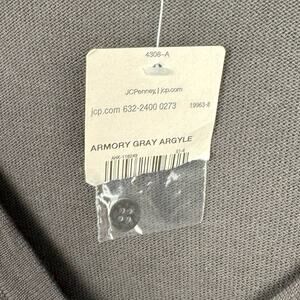 4308-A
JCPenney | jcp.com
jcp.com 632-2400 0273 19963-8
ARMORY GRAY ARGYLE